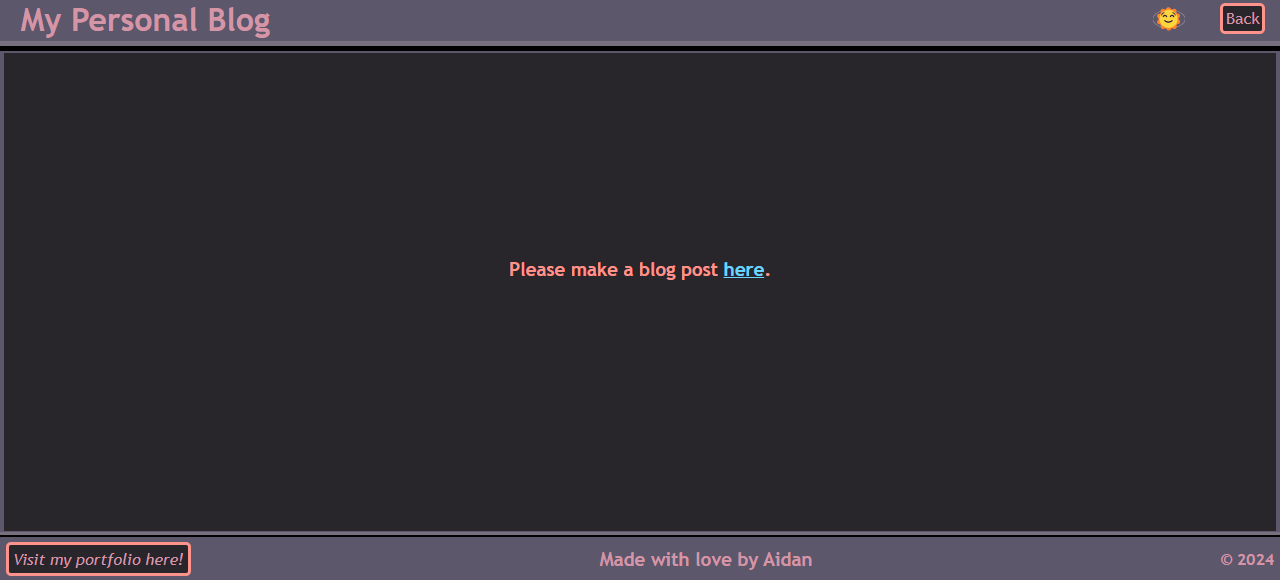 My Personal Blog
Back
Please make a blog post here.
Visit my portfolio here!
Made with love by Aidan
© 2024